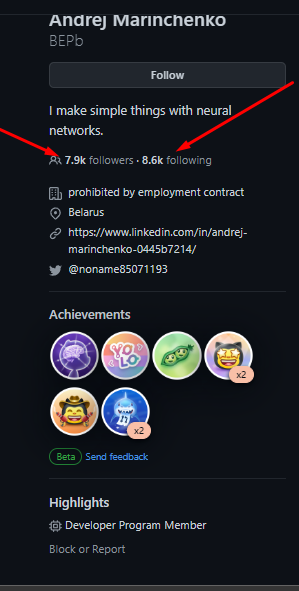 Andrej Marinchenko
BEPb
Follow
I make simple things with neural
networks.
7.9k followers · 8.6k following
prohibited by employment contract
Belarus
https://www.linkedin.com/in/andrej-
marinchenko-0445b7214/
@noname85071193
Achievements
YOLO
x2
x2
Beta Send feedback
Highlights
Developer Program Member
Block or Report